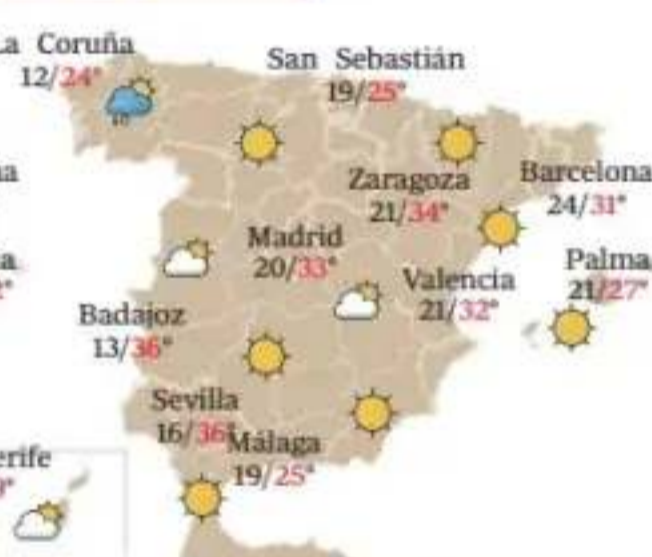 La Coruña
12/24°
San Sebastián
19/25°
Zaragoza
21/34°
Barcelona
24/31°
Madrid
20/33°
Valencia
21/32°
Palma
21/27°
Badajoz
13/36°
Sevilla
16/36°
Málaga
19/25°